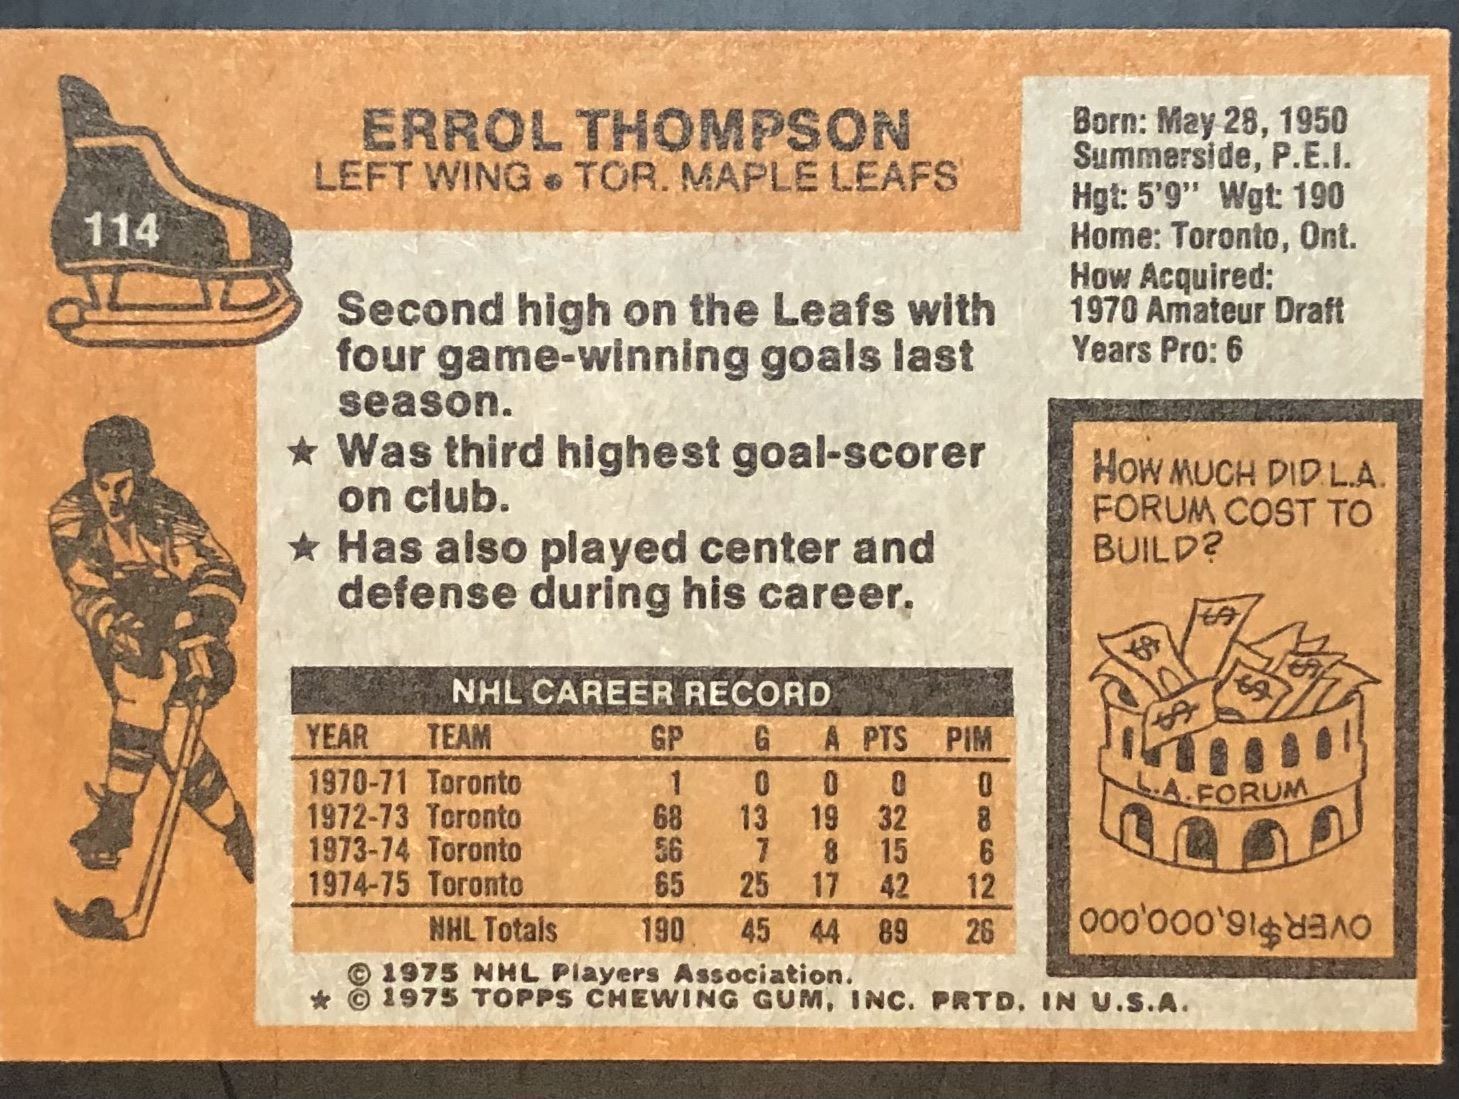 114
ERROL THOMPSON
LEFT WING • TOR. MAPLE LEAFS
Born: May 28, 1950
Summerside, P.E.I.
Hgt: 5'9" Wgt: 190
Home: Toronto, Ont.
How Acquired:
1970 Amateur Draft
Years Pro: 6
Second high on the Leafs with
four game-winning goals last
season.
★ Was third highest goal-scorer
on club.
★ Has also played center and
defense during his career.
NHL CAREER RECORD
YEAR TEAM GP G A PTS PIM
1970-71 Toronto 1 0 0 0 0
1972-73 Toronto 68 13 19 32 8
1973-74 Toronto 56 7 8 15 6
1974-75 Toronto 65 25 17 42 12
NHL Totals 190 45 44 89 26
HOW MUCH DID L.A.
FORUM COST TO
BUILD?
$ $ $ $ $
L.A. FORUM
OVER $16,000,000
© 1975 NHL Players Association.
★ © 1975 TOPPS CHEWING GUM, INC. PRTD. IN U.S.A.